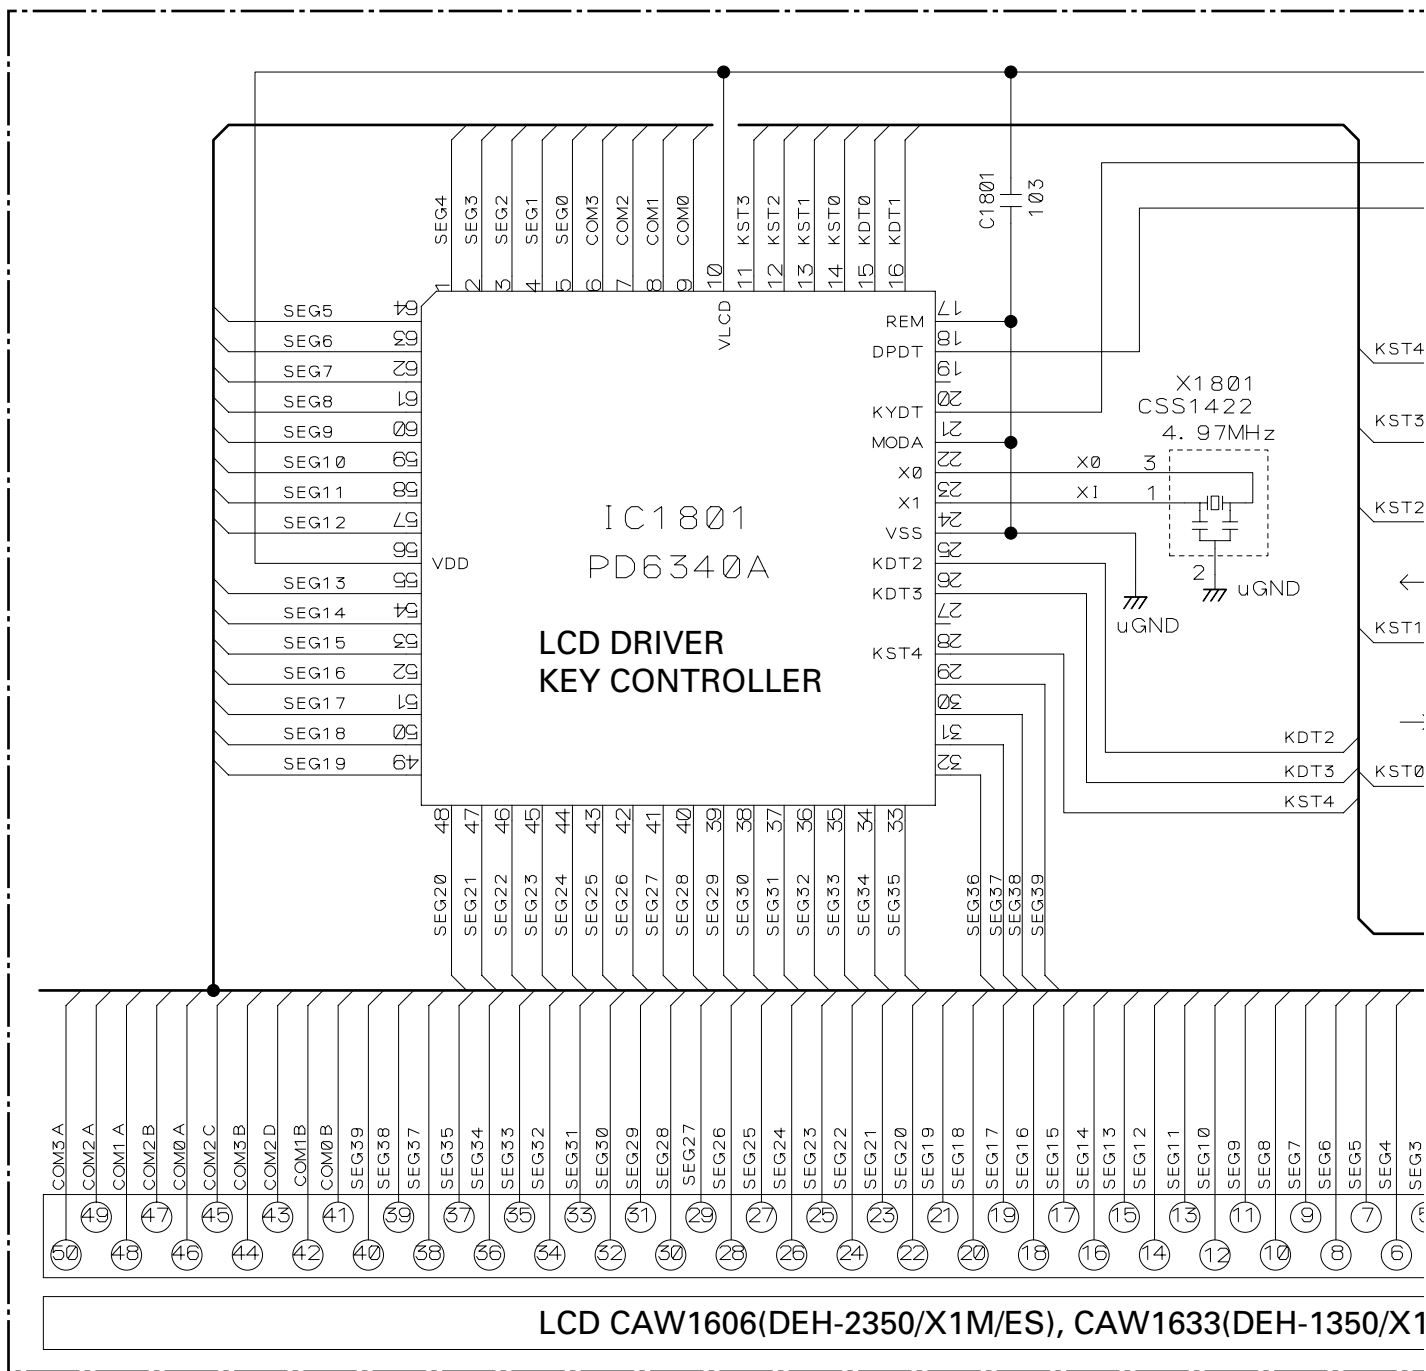 SEG4
SEG3
SEG2
SEG1
SEG0
COM3
COM2
COM1
COM0
KST3
KST2
KST1
KST0
KDT0
KDT1
C1801
103
1
2
3
4
5
6
7
8
9
10
11
12
13
14
15
16
VLCD
SEG5 64
SEG6 63
SEG7 62
SEG8 61
SEG9 60
SEG10 59
SEG11 58
SEG12 57
56 VDD
SEG13 55
SEG14 54
SEG15 53
SEG16 52
SEG17 51
SEG18 50
SEG19 49
REM 17
DPDT 18
19
KYDT 20
MODA 21
X0 22
X1 23
VSS 24
KDT2 25
KDT3 26
27
KST4 28
29
30
31
32
IC1801
PD6340A
LCD DRIVER
KEY CONTROLLER
X1801
CSS1422
4.97MHz
X0 3
XI 1
2
uGND
uGND
KST4
KST3
KST2
KST1
KST0
KDT2
KDT3
KST4
48
47
46
45
44
43
42
41
40
39
38
37
36
35
34
33
SEG20
SEG21
SEG22
SEG23
SEG24
SEG25
SEG26
SEG27
SEG28
SEG29
SEG30
SEG31
SEG32
SEG33
SEG34
SEG35
SEG36
SEG37
SEG38
SEG39
COM3A
COM2A
COM1A
COM2B
COM0A
COM2C
COM3B
COM2D
COM1B
COM0B
SEG39
SEG38
SEG37
SEG35
SEG34
SEG33
SEG32
SEG31
SEG30
SEG29
SEG28
SEG27
SEG26
SEG25
SEG24
SEG23
SEG22
SEG21
SEG20
SEG19
SEG18
SEG17
SEG16
SEG15
SEG14
SEG13
SEG12
SEG11
SEG10
SEG9
SEG8
SEG7
SEG6
SEG5
SEG4
SEG3
49 47 45 43 41 39 37 35 33 31 29 27 25 23 21 19 17 15 13 11 9 7 5
50 48 46 44 42 40 38 36 34 32 30 28 26 24 22 20 18 16 14 12 10 8 6
LCD CAW1606(DEH-2350/X1M/ES), CAW1633(DEH-1350/X1